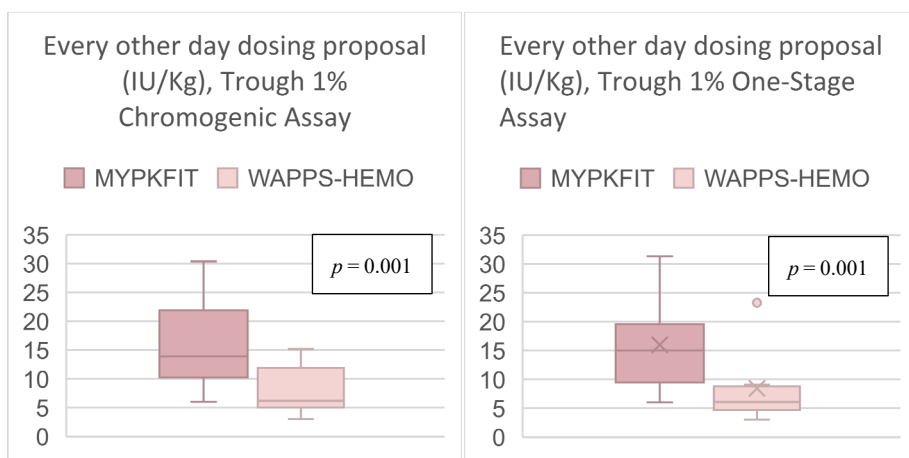 Every other day dosing proposal
(IU/Kg), Trough 1%
Chromogenic Assay
MYPKFIT WAPPS-HEMO
35
30
25
20
15
10
5
0
p = 0.001
Every other day dosing proposal
(IU/Kg), Trough 1% One-Stage
Assay
MYPKFIT WAPPS-HEMO
35
30
25
20
15
10
5
0
p = 0.001